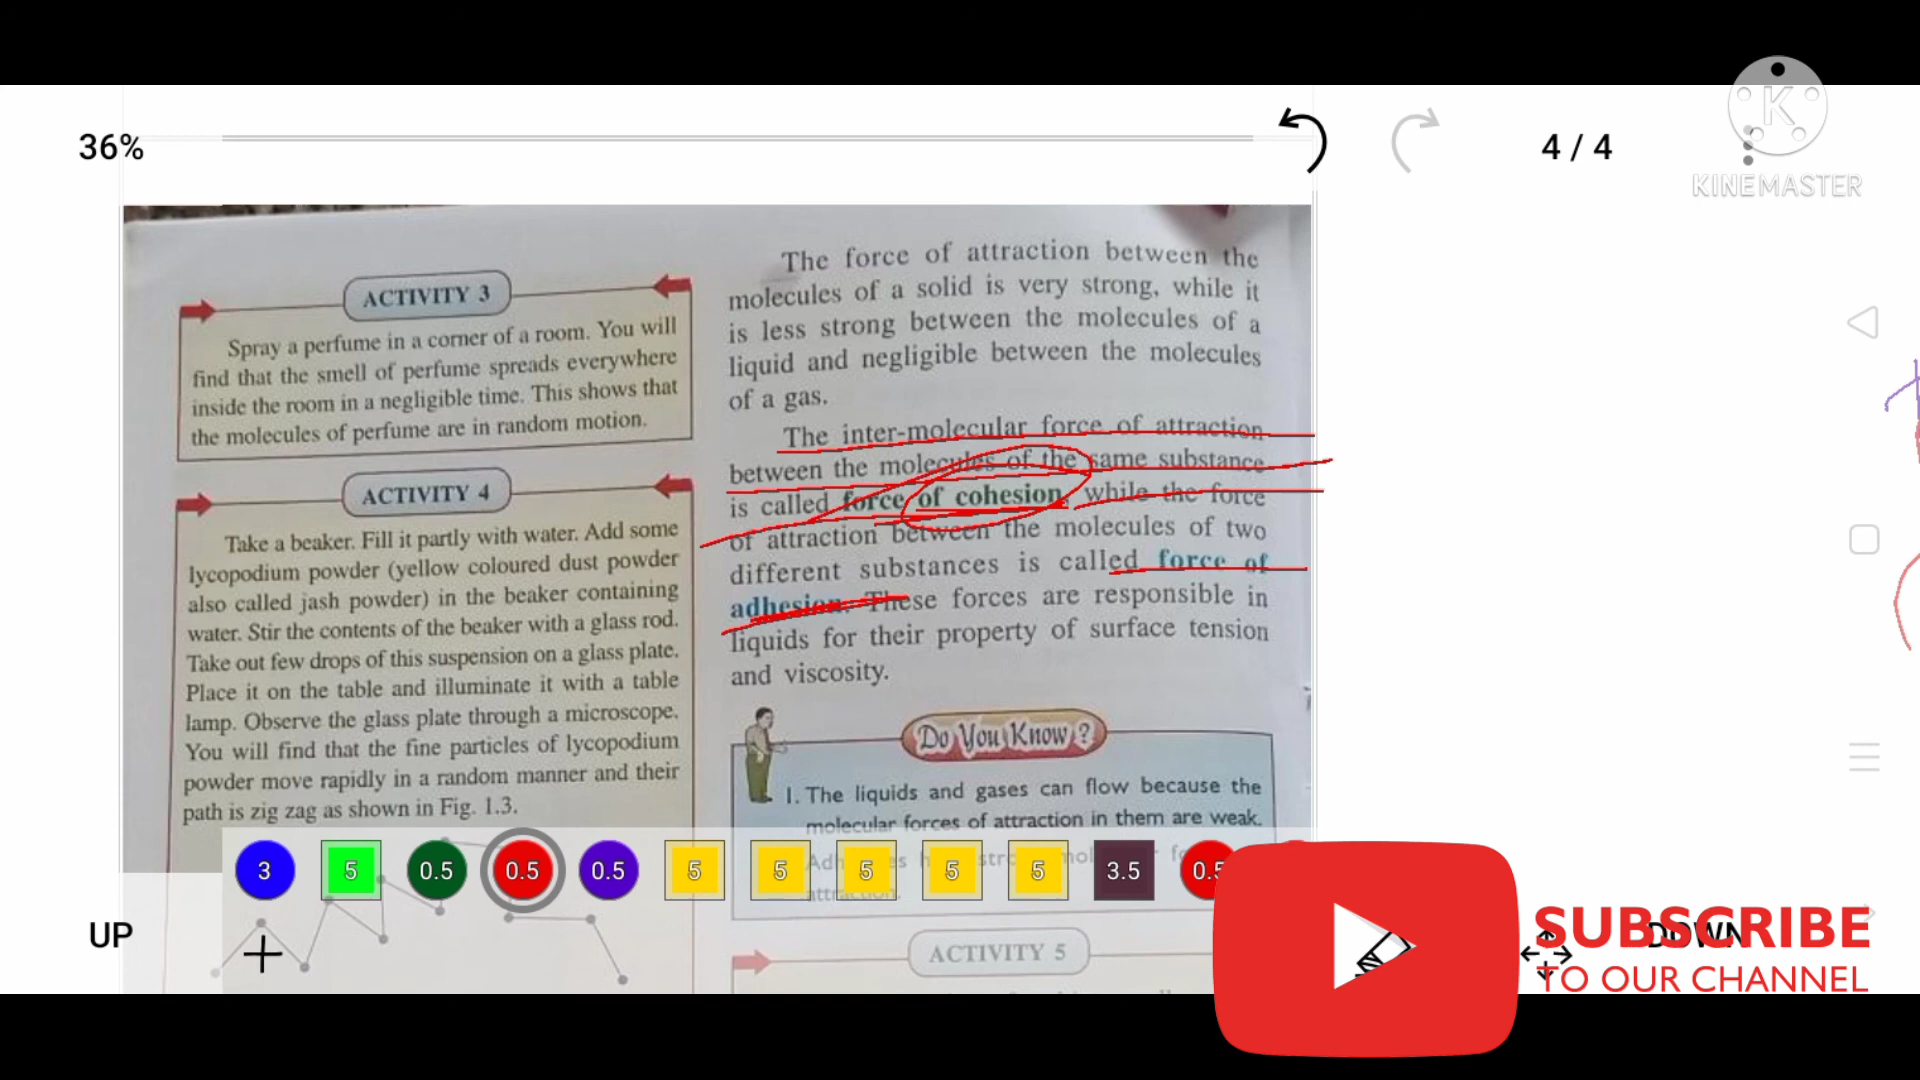 36%
4 / 4
KINEMASTER
ACTIVITY 3
Spray a perfume in a corner of a room. You will
find that the smell of perfume spreads everywhere
inside the room in a negligible time. This shows that
the molecules of perfume are in random motion.
ACTIVITY 4
Take a beaker. Fill it partly with water. Add some
lycopodium powder (yellow coloured dust powder
also called jash powder) in the beaker containing
water. Stir the contents of the beaker with a glass rod.
Take out few drops of this suspension on a glass plate.
Place it on the table and illuminate it with a table
lamp. Observe the glass plate through a microscope.
You will find that the fine particles of lycopodium
powder move rapidly in a random manner and their
path is zig zag as shown in Fig. 1.3.
The force of attraction between the
molecules of a solid is very strong, while it
is less strong between the molecules of a
liquid and negligible between the molecules
of a gas.
The inter-molecular force of attraction
between the molecules of the same substance
is called force of cohesion, while the force
of attraction between the molecules of two
different substances is called force of
adhesion. These forces are responsible in
liquids for their property of surface tension
and viscosity.
Do You Know ?
1. The liquids and gases can flow because the
molecular forces of attraction in them are weak.
ACTIVITY 5
3 5 0.5 0.5 0.5 5 5 5 5 5 3.5 0.5
UP
DOWN
SUBSCRIBE
TO OUR CHANNEL